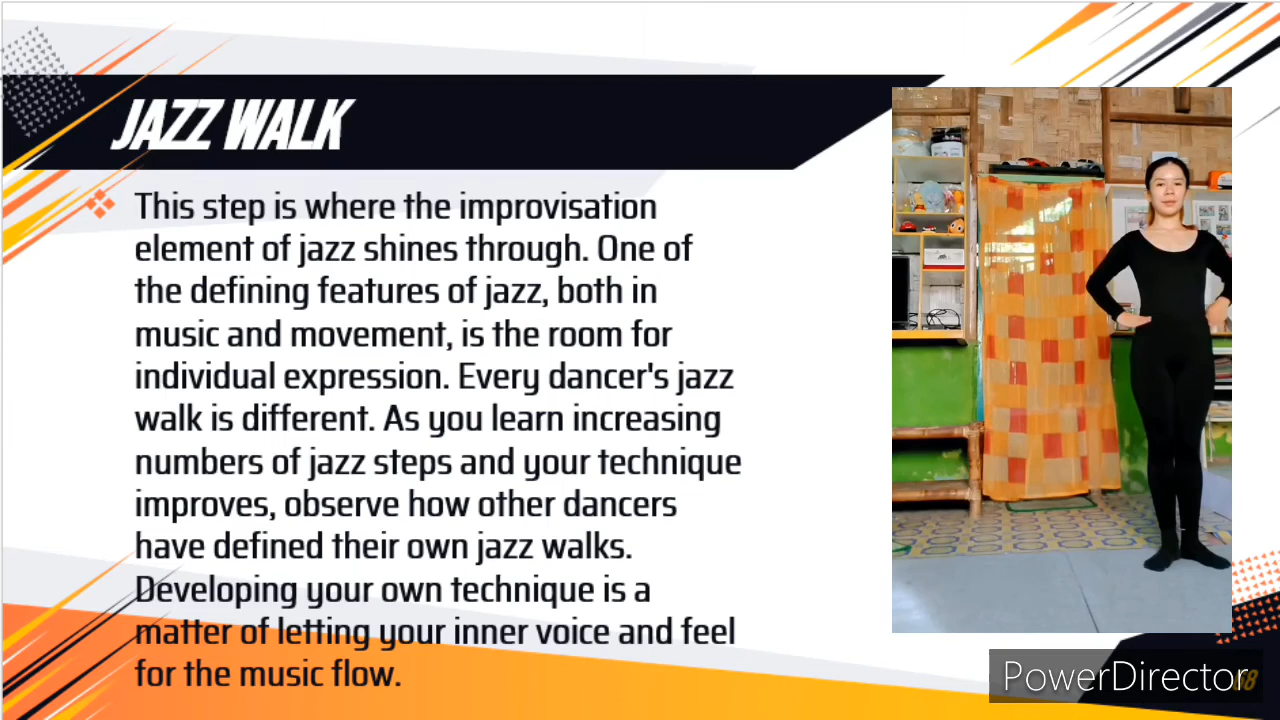 JAZZ WALK
This step is where the improvisation
element of jazz shines through. One of
the defining features of jazz, both in
music and movement, is the room for
individual expression. Every dancer's jazz
walk is different. As you learn increasing
numbers of jazz steps and your technique
improves, observe how other dancers
have defined their own jazz walks.
Developing your own technique is a
matter of letting your inner voice and feel
for the music flow.
PowerDirector